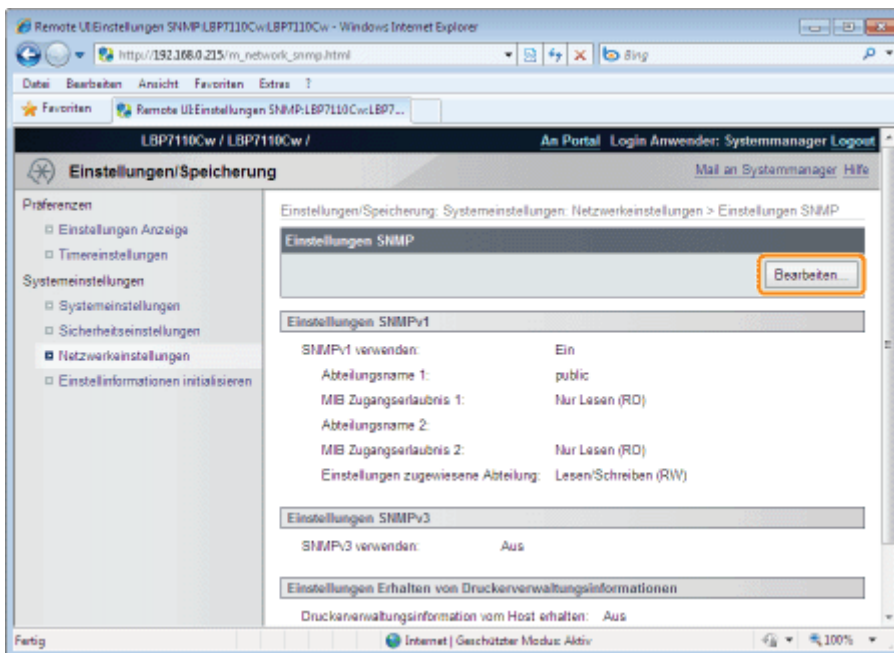 Remote UI:Einstellungen SNMP:LBP7110Cw:LBP7110Cw - Windows Internet Explorer
http://192.168.0.215/m_network_snmp.html
Bing
Datei Bearbeiten Ansicht Favoriten Extras ?
Favoriten Remote UI:Einstellungen SNMP:LBP7110Cw:LBP7...
LBP7110Cw / LBP7110Cw / An Portal Login Anwender: Systemmanager Logout
Einstellungen/Speicherung Mail an Systemmanager Hilfe
Präferenzen
Einstellungen Anzeige
Timereinstellungen
Systemeinstellungen
Systemeinstellungen
Sicherheitseinstellungen
Netzwerkeinstellungen
Einstellinformationen initialisieren
Einstellungen/Speicherung: Systemeinstellungen: Netzwerkeinstellungen > Einstellungen SNMP
Einstellungen SNMP
Bearbeiten...
Einstellungen SNMPv1
SNMPv1 verwenden: Ein
Abteilungsname 1: public
MIB Zugangserlaubnis 1: Nur Lesen (RO)
Abteilungsname 2:
MIB Zugangserlaubnis 2: Nur Lesen (RO)
Einstellungen zugewiesene Abteilung: Lesen/Schreiben (RW)
Einstellungen SNMPv3
SNMPv3 verwenden: Aus
Einstellungen Erhalten von Druckerverwaltungsinformationen
Druckerverwaltungsinformation vom Host erhalten: Aus
Fertig Internet | Geschützter Modus: Aktiv 100%